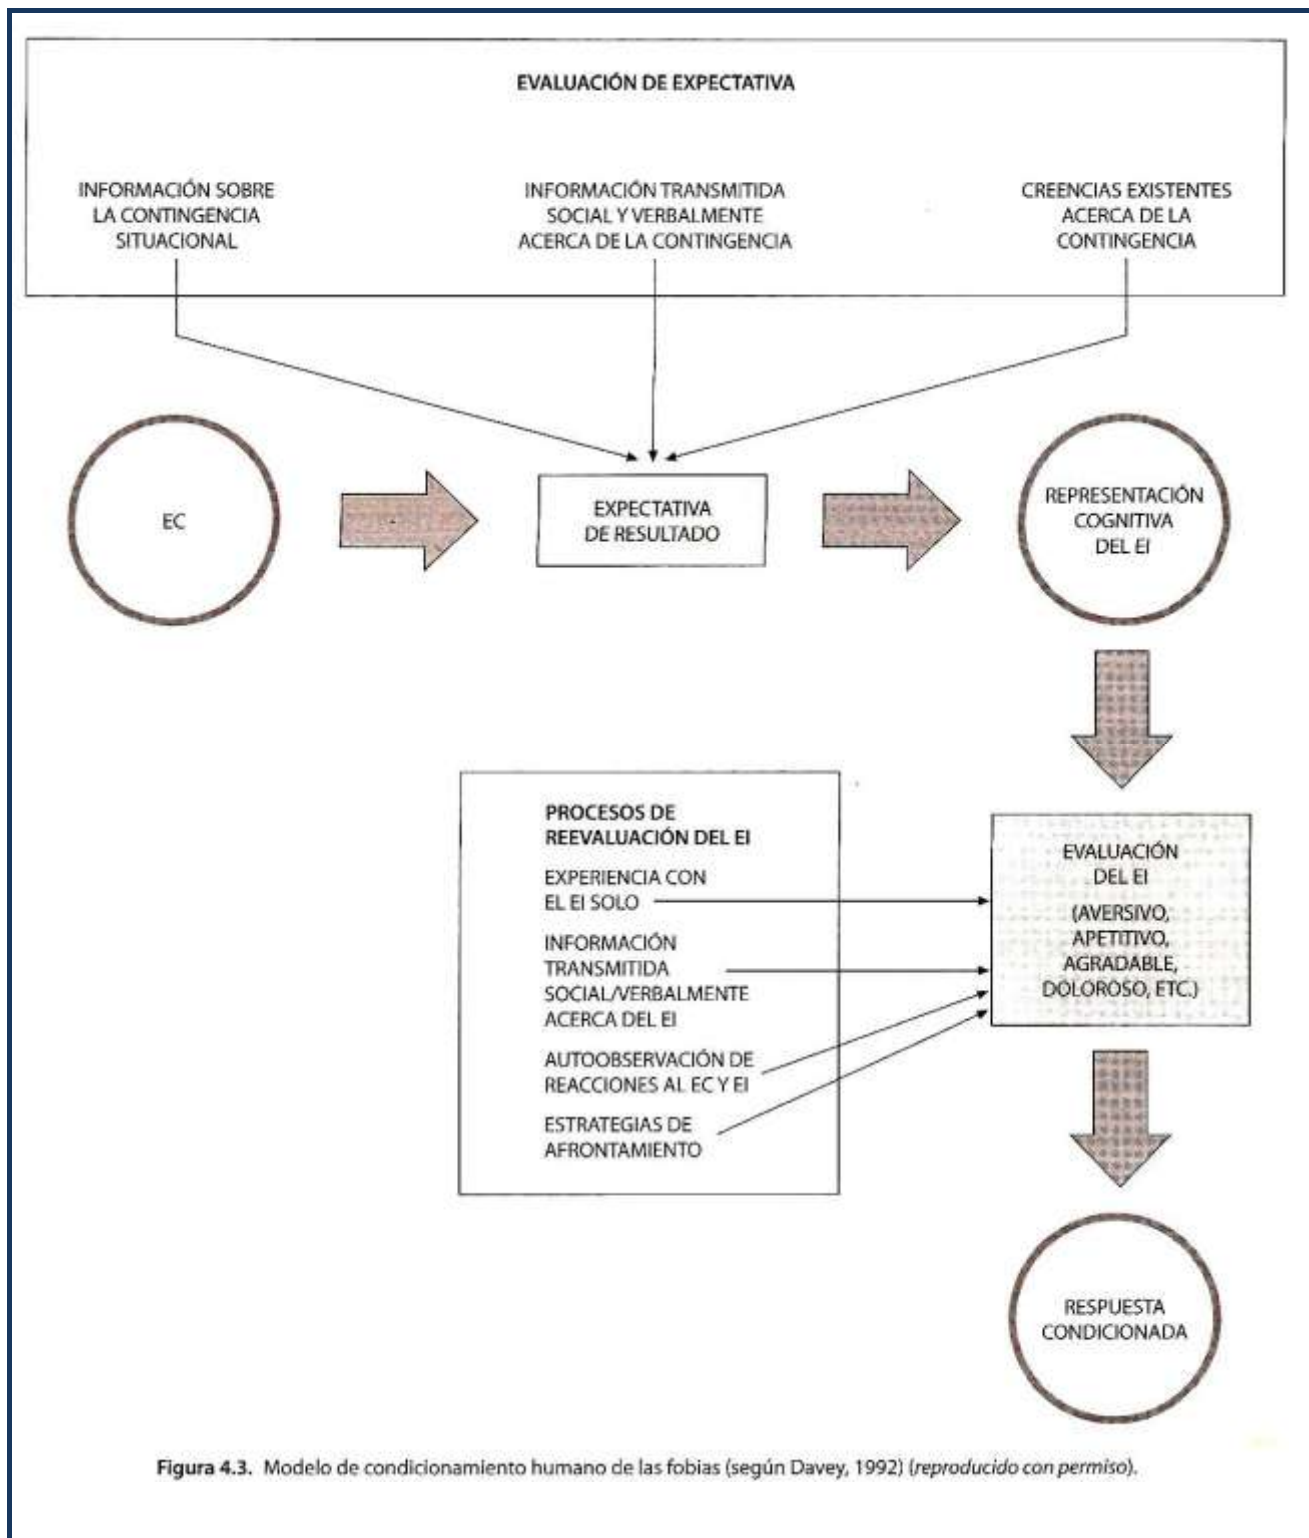 EVALUACIÓN DE EXPECTATIVA
INFORMACIÓN SOBRE
LA CONTINGENCIA
SITUACIONAL
INFORMACIÓN TRANSMITIDA
SOCIAL Y VERBALMENTE
ACERCA DE LA CONTINGENCIA
CREENCIAS EXISTENTES
ACERCA DE LA
CONTINGENCIA
EC
EXPECTATIVA
DE RESULTADO
REPRESENTACIÓN
COGNITIVA
DEL EI
PROCESOS DE
REEVALUACIÓN DEL EI
EXPERIENCIA CON
EL EI SOLO
INFORMACIÓN
TRANSMITIDA
SOCIAL/VERBALMENTE
ACERCA DEL EI
AUTOOBSERVACIÓN DE
REACCIONES AL EC Y EI
ESTRATEGIAS DE
AFRONTAMIENTO
EVALUACIÓN
DEL EI
(AVERSIVO,
APETITIVO,
AGRADABLE,
DOLOROSO, ETC.)
RESPUESTA
CONDICIONADA
Figura 4.3. Modelo de condicionamiento humano de las fobias (según Davey, 1992) (reproducido con permiso).